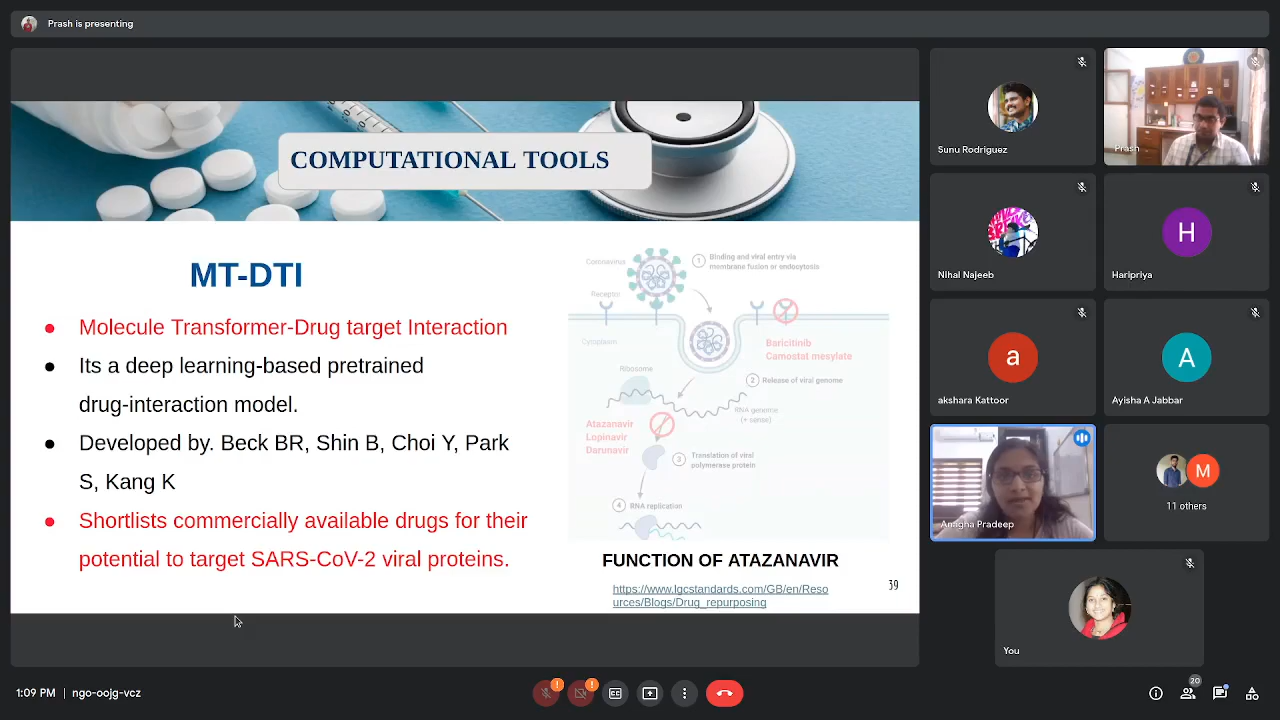 Prash is presenting
COMPUTATIONAL TOOLS
MT-DTI
● Molecule Transformer-Drug target Interaction
● Its a deep learning-based pretrained
drug-interaction model.
● Developed by. Beck BR, Shin B, Choi Y, Park
S, Kang K
● Shortlists commercially available drugs for their
potential to target SARS-CoV-2 viral proteins.
Coronavirus
1 Binding and viral entry via
membrane fusion or endocytosis
Receptor
Cytoplasm
Baricitinib
Camostat mesylate
Ribosome
2 Release of viral genome
RNA genome
(+ sense)
Atazanavir
Lopinavir
Darunavir
3 Translation of viral
polymerase protein
4 RNA replication
FUNCTION OF ATAZANAVIR
https://www.lgcstandards.com/GB/en/Reso
urces/Blogs/Drug_repurposing
39
Sunu Rodriguez
Prash
Nihal Najeeb
H
Haripriya
a
akshara Kattoor
A
Ayisha A Jabbar
Anagha Pradeep
M
11 others
You
1:09 PM | ngo-oojg-vcz
20